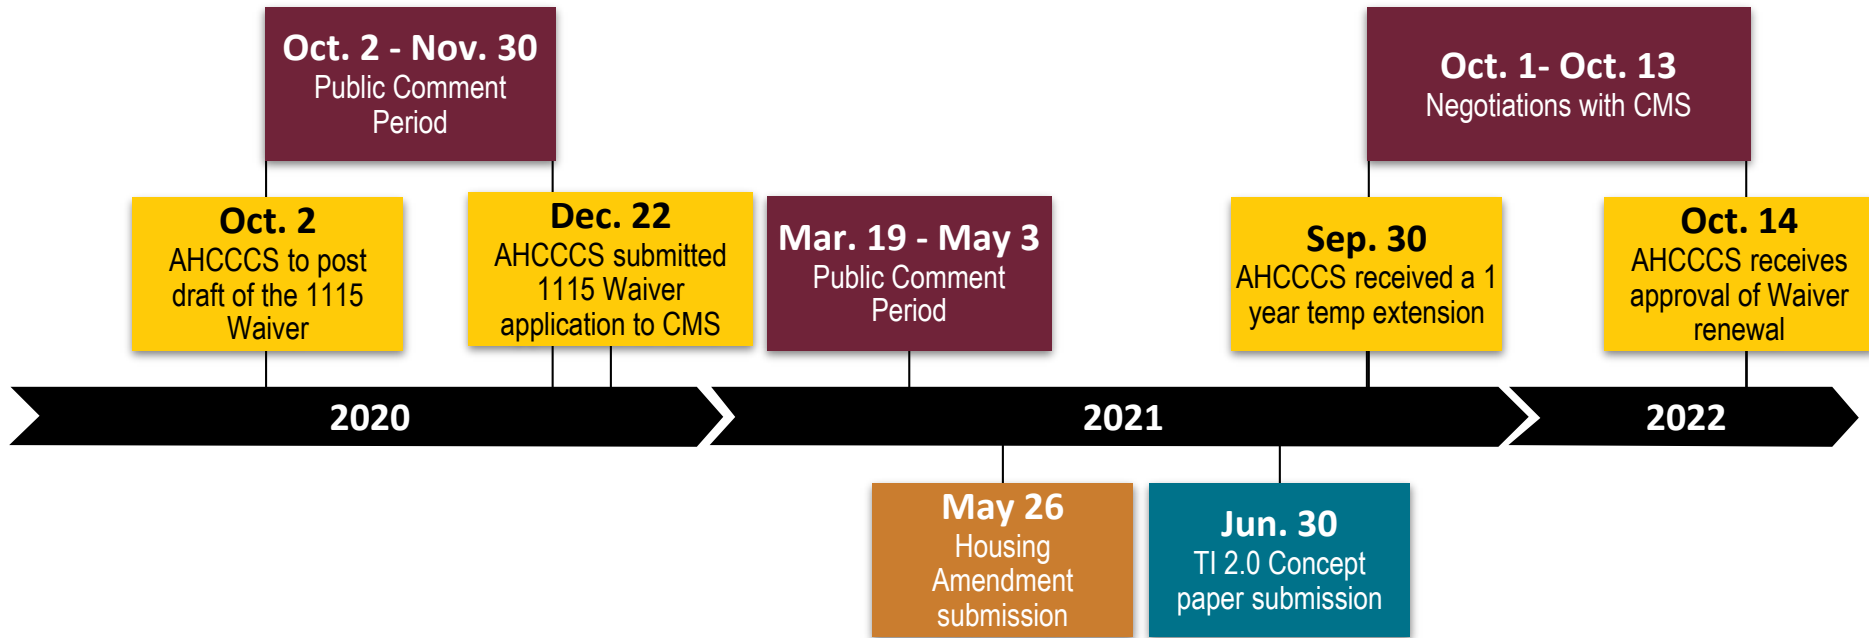 Oct. 2 - Nov. 30
Public Comment
Period
Oct. 1- Oct. 13
Negotiations with CMS
Oct. 2
AHCCCS to post
draft of the 1115
Waiver
Dec. 22
AHCCCS submitted
1115 Waiver
application to CMS
Mar. 19 - May 3
Public Comment
Period
Sep. 30
AHCCCS received a 1
year temp extension
Oct. 14
AHCCCS receives
approval of Waiver
renewal
2020
2021
2022
May 26
Housing
Amendment
submission
Jun. 30
TI 2.0 Concept
paper submission